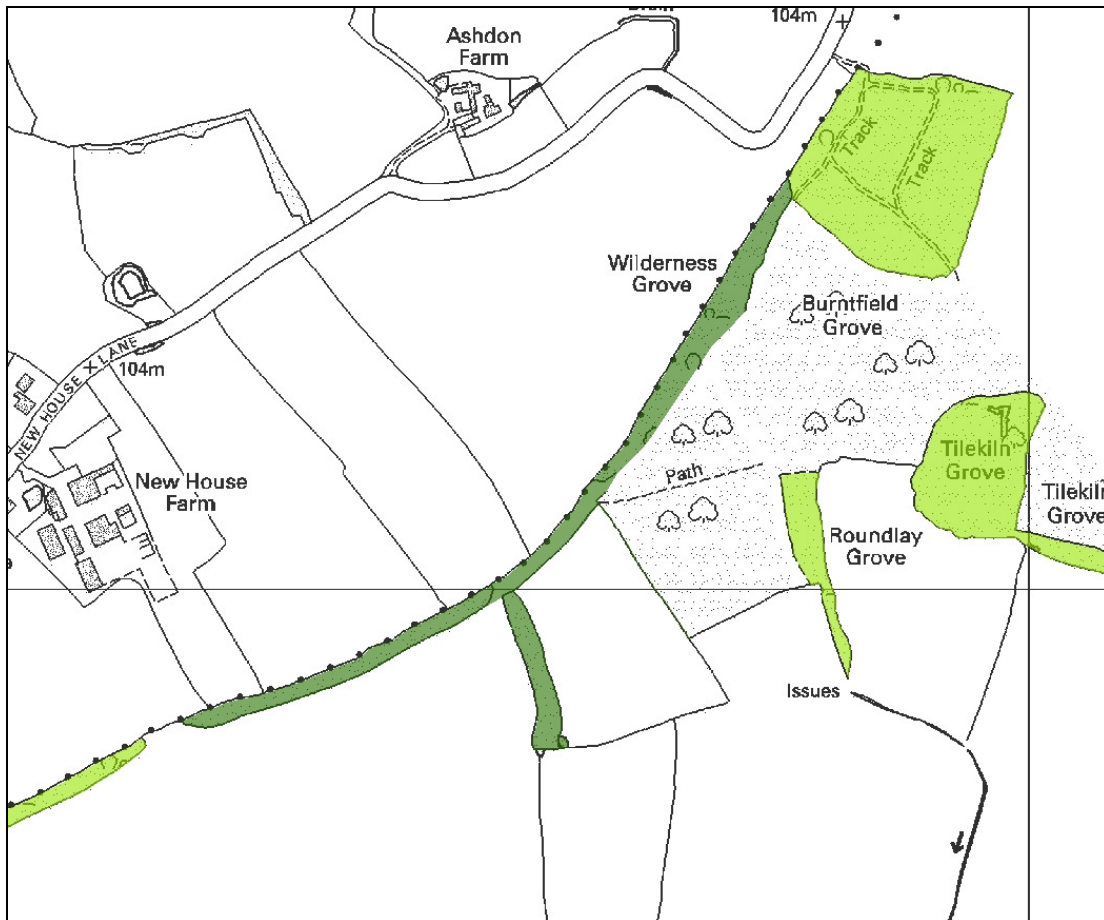 104m
Ashdon
Farm
Track
Track
Wilderness
Grove
Burntfield
Grove
NEW HOUSE LANE
104m
New House
Farm
Path
Tilekiln
Grove
Tilekiln
Grove
Roundlay
Grove
Issues